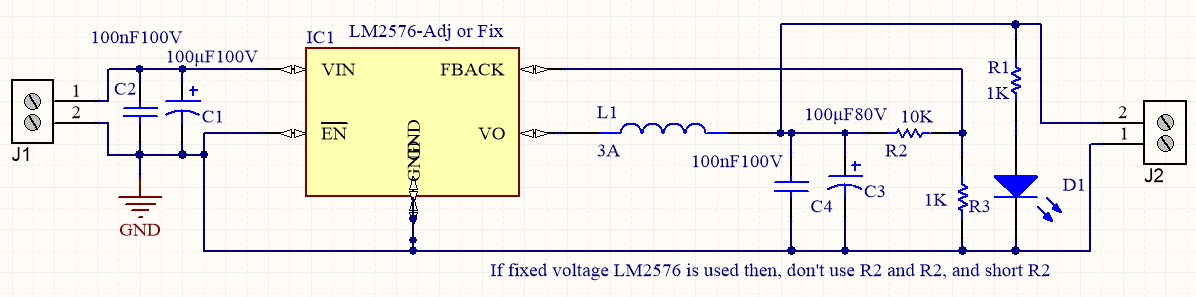 LM2576-Adj or Fix
IC1
100nF100V
100µF100V
VIN
FBACK
R1
1K
C2
C1
1
2
J1
EN
GND
GND
VO
L1
3A
100µF80V
10K
R2
2
1
J2
100nF100V
C4
C3
1K
R3
D1
GND
If fixed voltage LM2576 is used then, don't use R2 and R2, and short R2